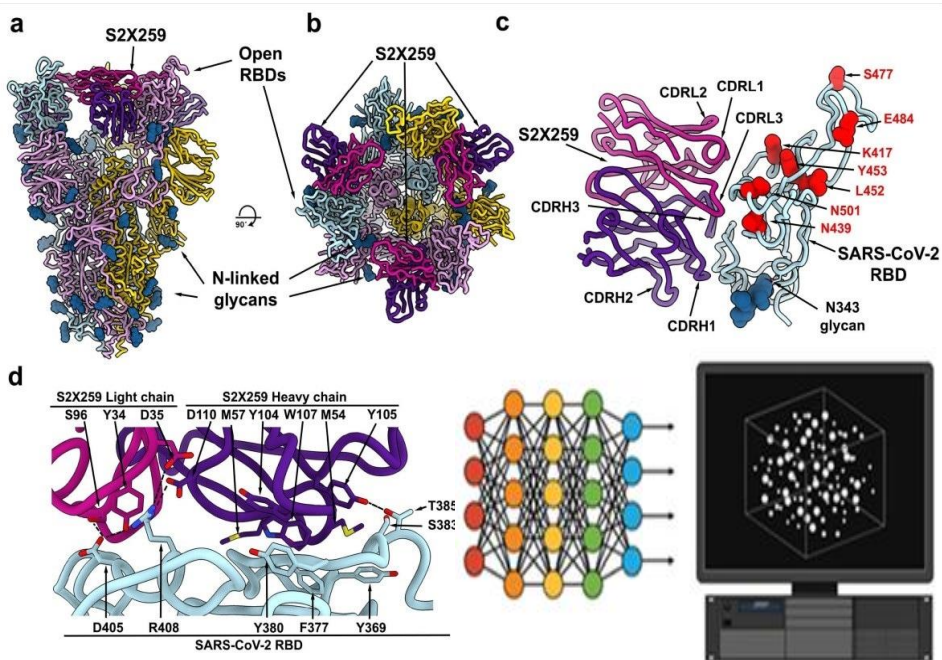 a
S2X259
Open
RBDs
b
S2X259
N-linked
glycans
90°
c
S2X259
CDRL2
CDRL1
CDRL3
CDRH3
CDRH2
CDRH1
S477
E484
K417
Y453
L452
N501
N439
SARS-CoV-2
RBD
N343
glycan
d
S2X259 Light chain
S2X259 Heavy chain
S96 Y34 D35 D110 M57 Y104 W107 M54 Y105
T385
S383
D405 R408 Y380 F377 Y369
SARS-CoV-2 RBD